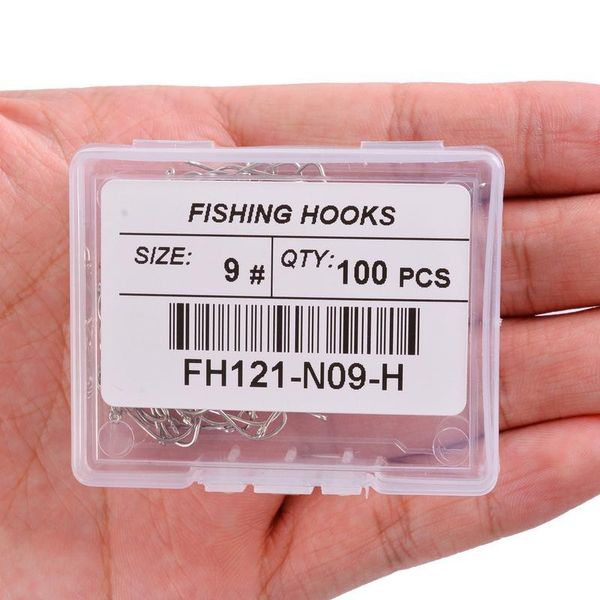 FISHING HOOKS
SIZE: 9 # QTY: 100 PCS
FH121-N09-H